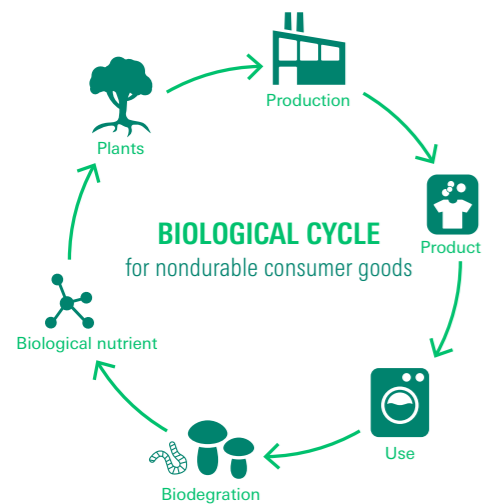 Production
Plants
BIOLOGICAL CYCLE
for nondurable consumer goods
Product
Biological nutrient
Use
Biodegration